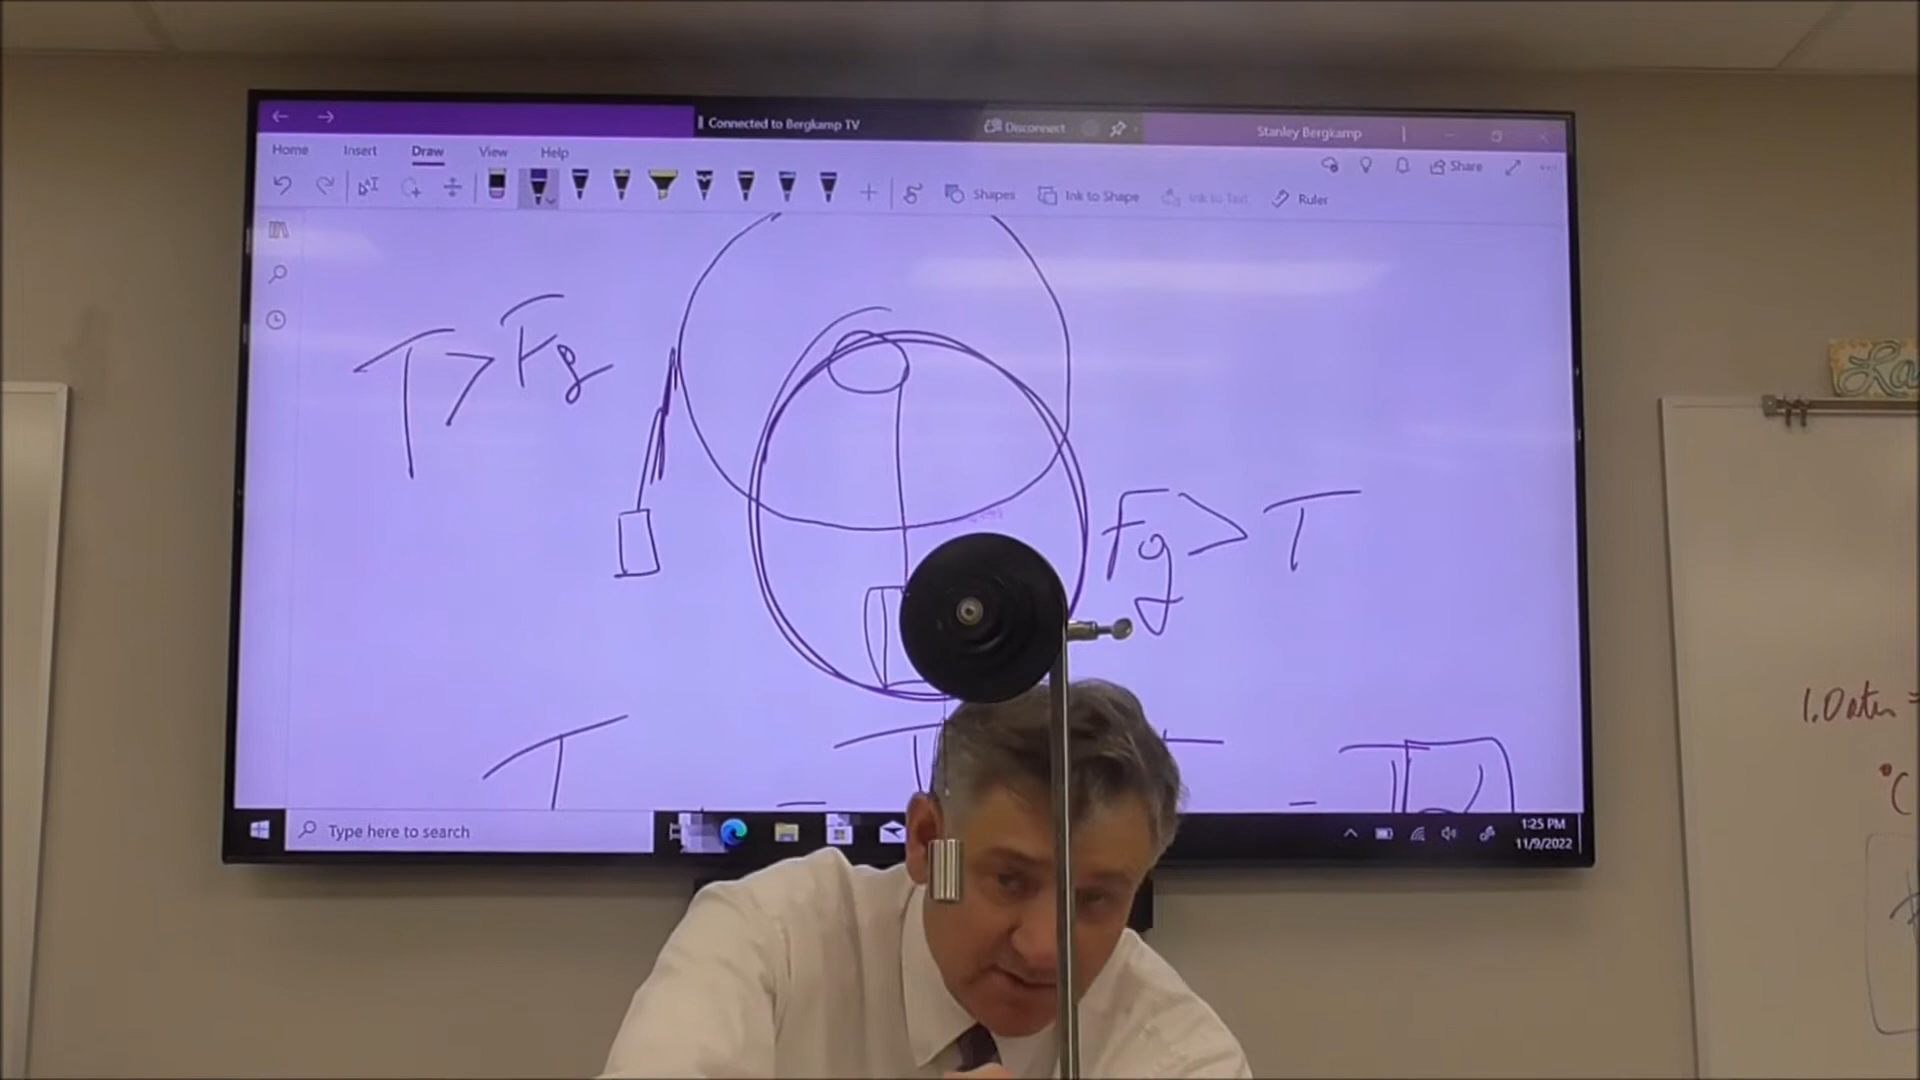 Connected to Bergkamp TV
Disconnect
Stanley Bergkamp
Home Insert Draw View Help
Share
Shapes
Ink to Shape
Ink to Text
Ruler
T > Fg
Fg > T
T
T
T
Type here to search
1:25 PM
11/9/2022
1. Dates =
°C